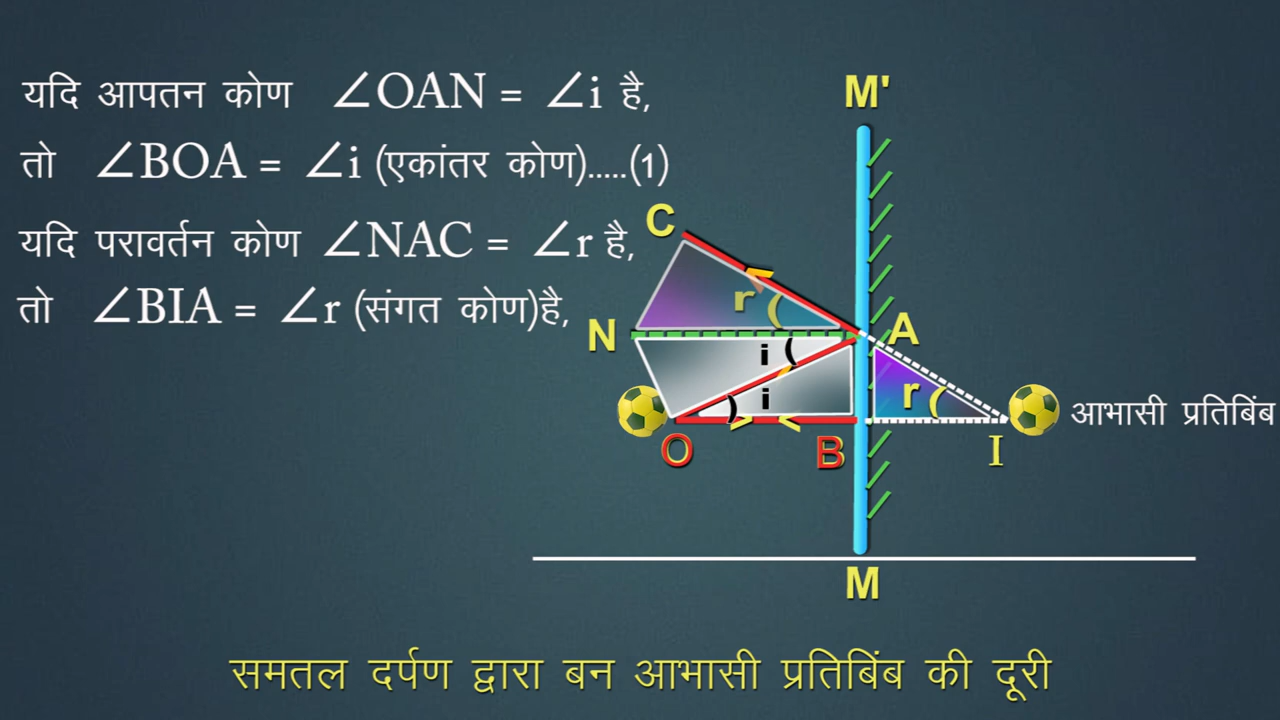 यदि आपतन कोण ∠OAN = ∠i है,
तो ∠BOA = ∠i (एकांतर कोण).....(1)
यदि परावर्तन कोण ∠NAC = ∠r है,
तो ∠BIA = ∠r (संगत कोण)है,
M'
C
r
N
A
i
i
r
आभासी प्रतिबिंब
O
B
I
M
समतल दर्पण द्वारा बन आभासी प्रतिबिंब की दूरी